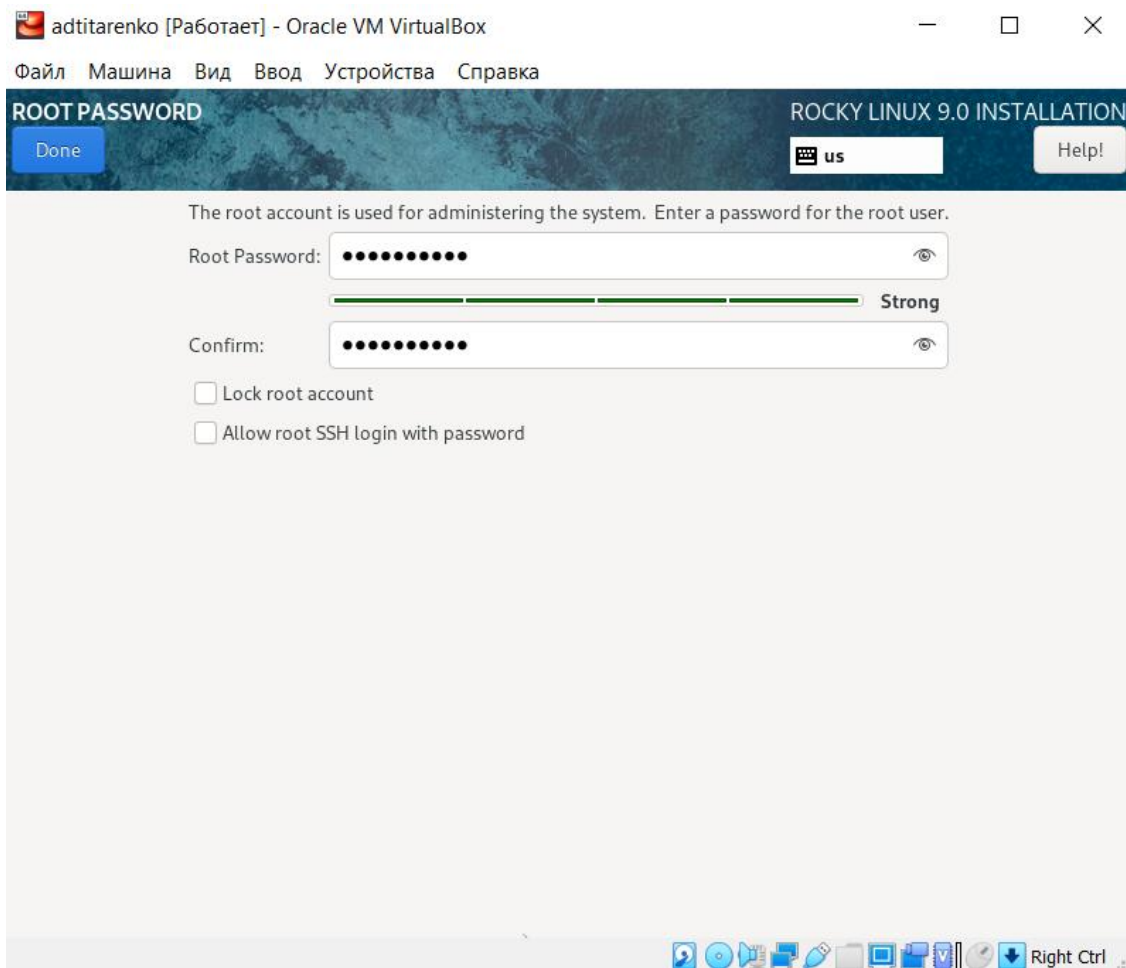 adtitarenko [Работает] - Oracle VM VirtualBox
Файл Машина Вид Ввод Устройства Справка
ROOT PASSWORD ROCKY LINUX 9.0 INSTALLATION
Done us Help!
The root account is used for administering the system. Enter a password for the root user.
Root Password: ●●●●●●●●●●
Strong
Confirm: ●●●●●●●●●●
Lock root account
Allow root SSH login with password
Right Ctrl